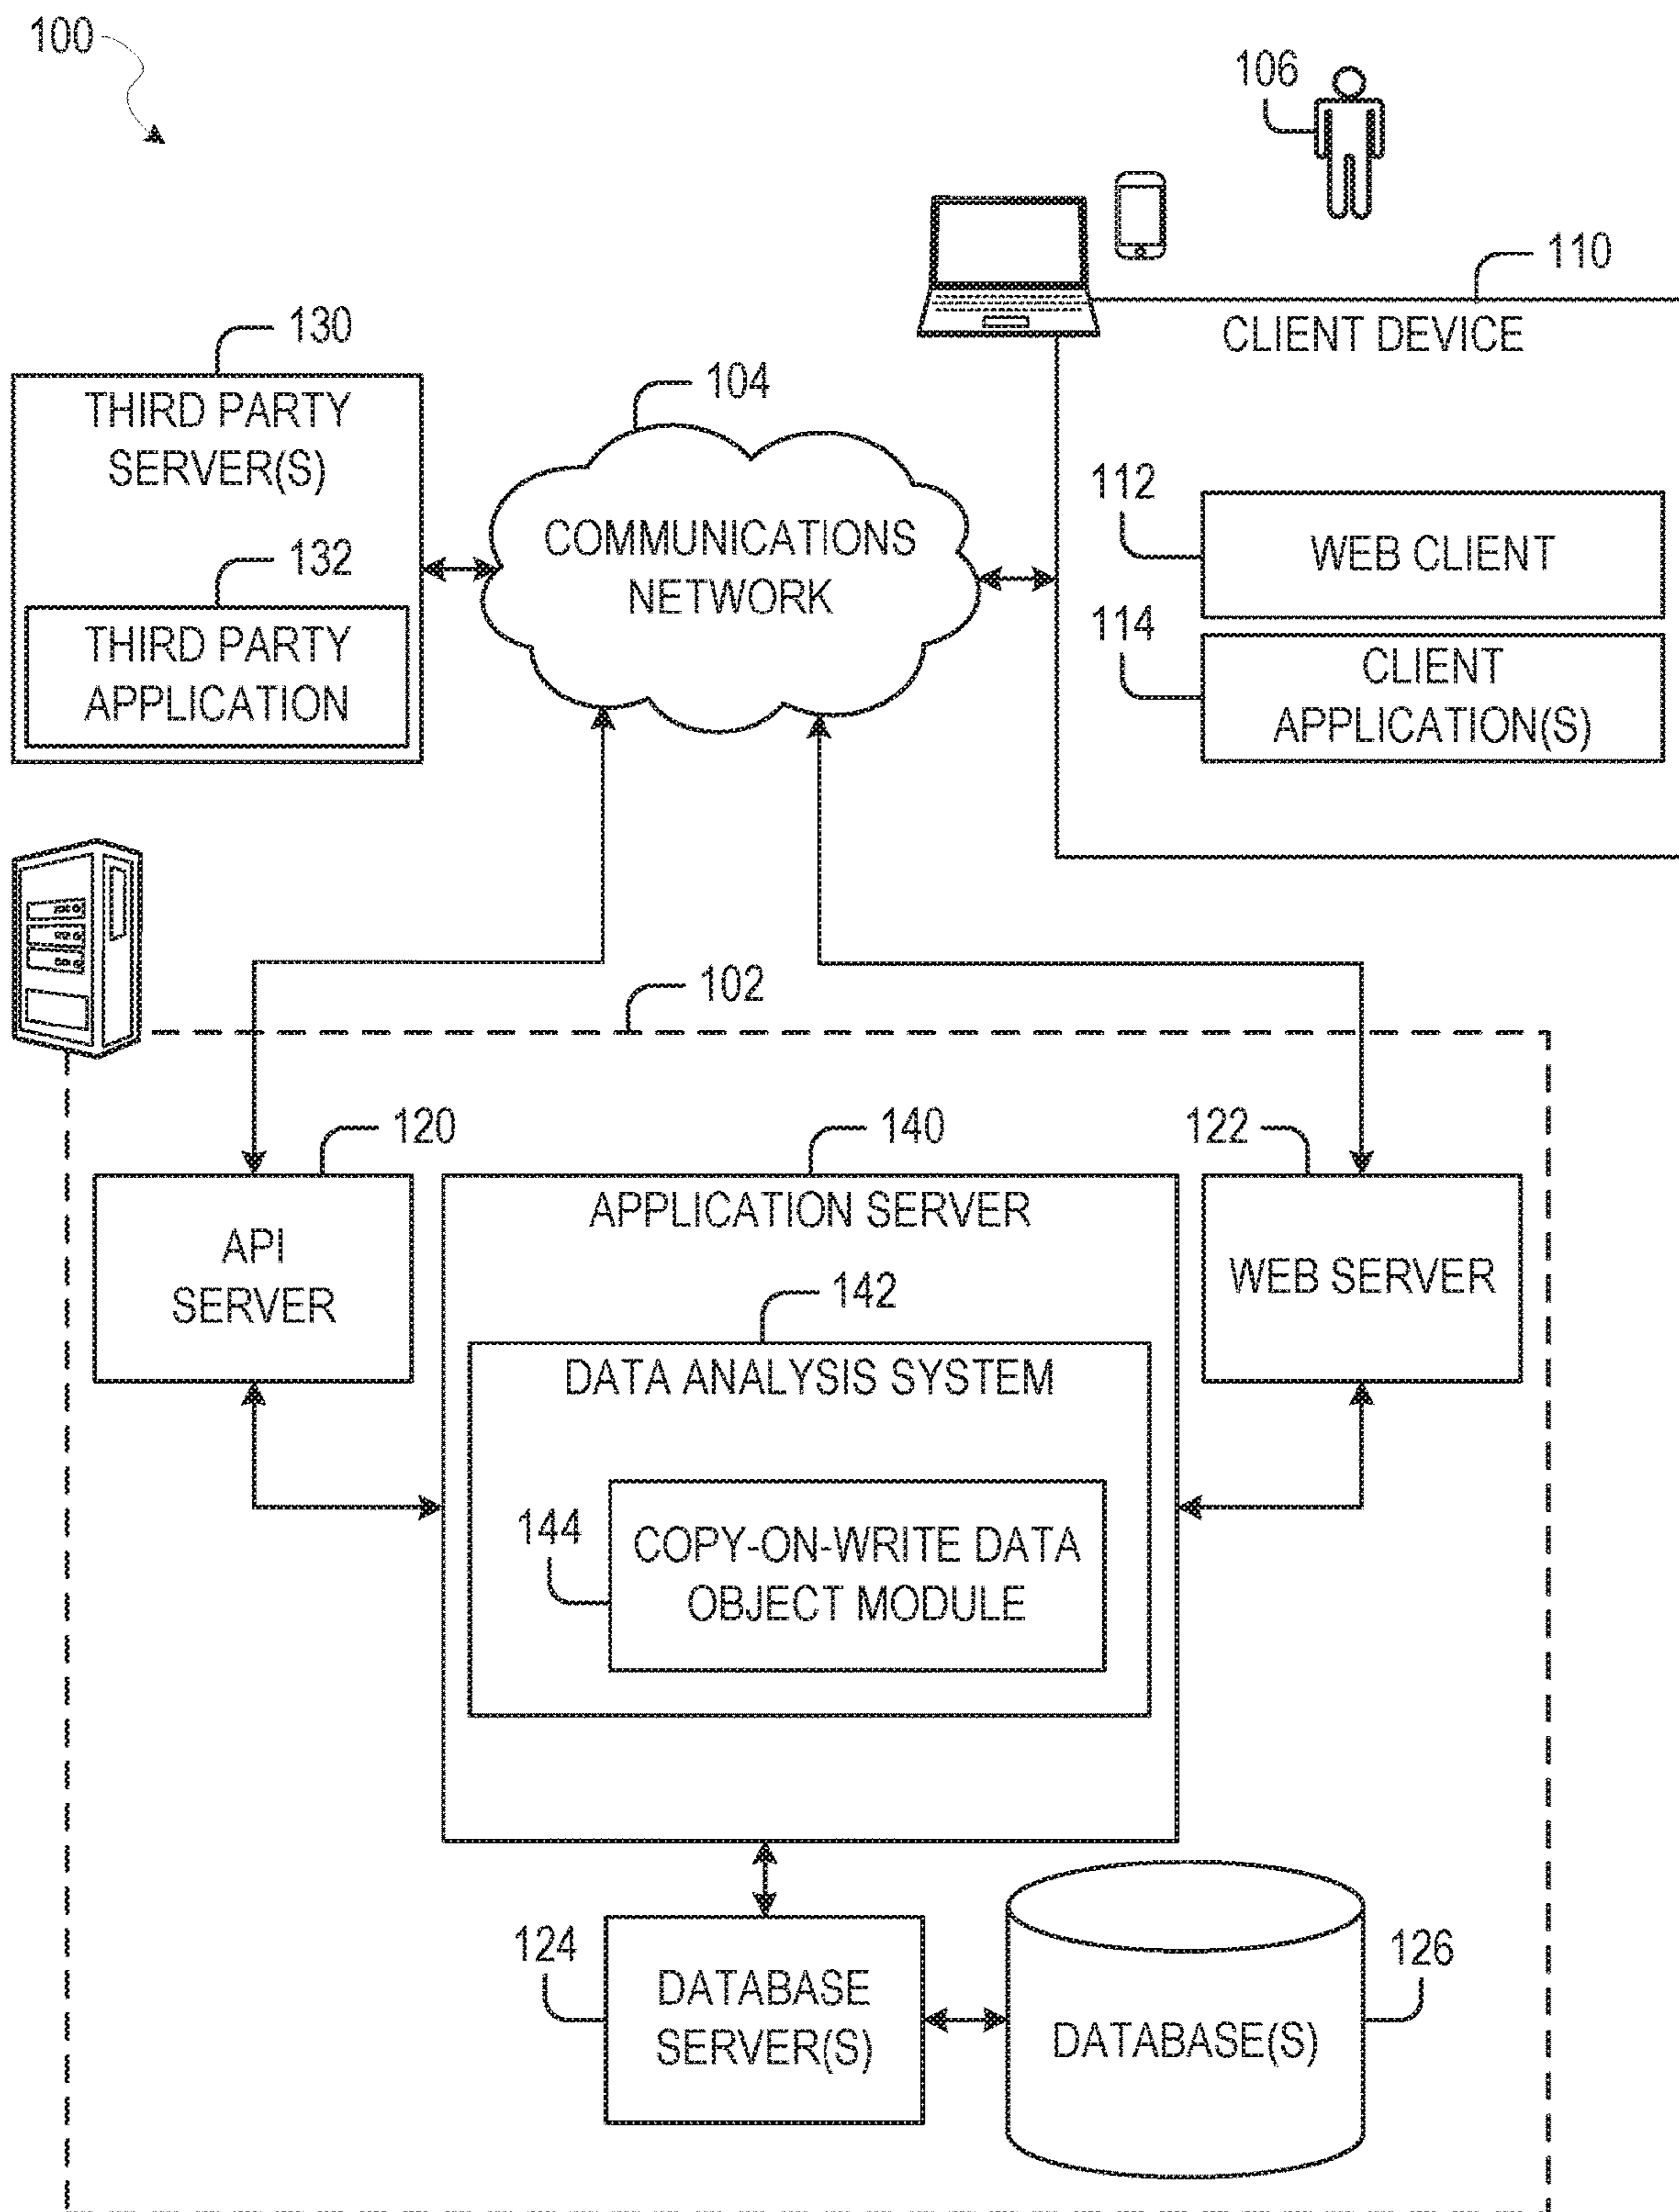 100
106
110
CLIENT DEVICE
130
THIRD PARTY
SERVER(S)
104
COMMUNICATIONS
NETWORK
112
WEB CLIENT
132
THIRD PARTY
APPLICATION
114
CLIENT
APPLICATION(S)
102
120
API
SERVER
140
APPLICATION SERVER
122
WEB SERVER
142
DATA ANALYSIS SYSTEM
144
COPY-ON-WRITE DATA
OBJECT MODULE
124
DATABASE
SERVER(S)
126
DATABASE(S)